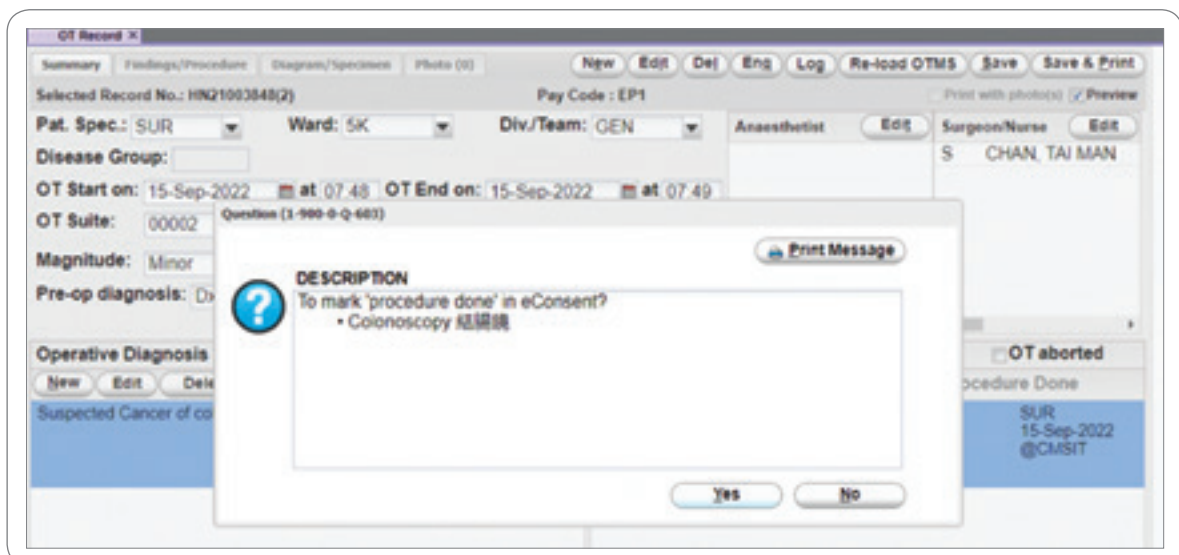 OT Record ×
Summary Findings/Procedure Diagram/Specimen Photo (0) New Edit Del Eng Log Re-load OTMS Save Save & Print
Selected Record No.: HN21003848(2) Pay Code : EP1 Print with photo(s) Preview
Pat. Spec.: SUR Ward: 5K Div./Team: GEN Anaesthetist Edit Surgeon/Nurse Edit
Disease Group: S CHAN, TAI MAN
OT Start on: 15-Sep-2022 at 07:48 OT End on: 15-Sep-2022 at 07:49
OT Suite: 00002
Question (1-900-0-Q-603)
Print Message
Magnitude: Minor
DESCRIPTION
Pre-op diagnosis: Dx
To mark 'procedure done' in eConsent?
• Colonoscopy 結腸鏡
Operative Diagnosis OT aborted
New Edit Dele ocedure Done
Suspected Cancer of co SUR
15-Sep-2022
@CMSIT
Yes No